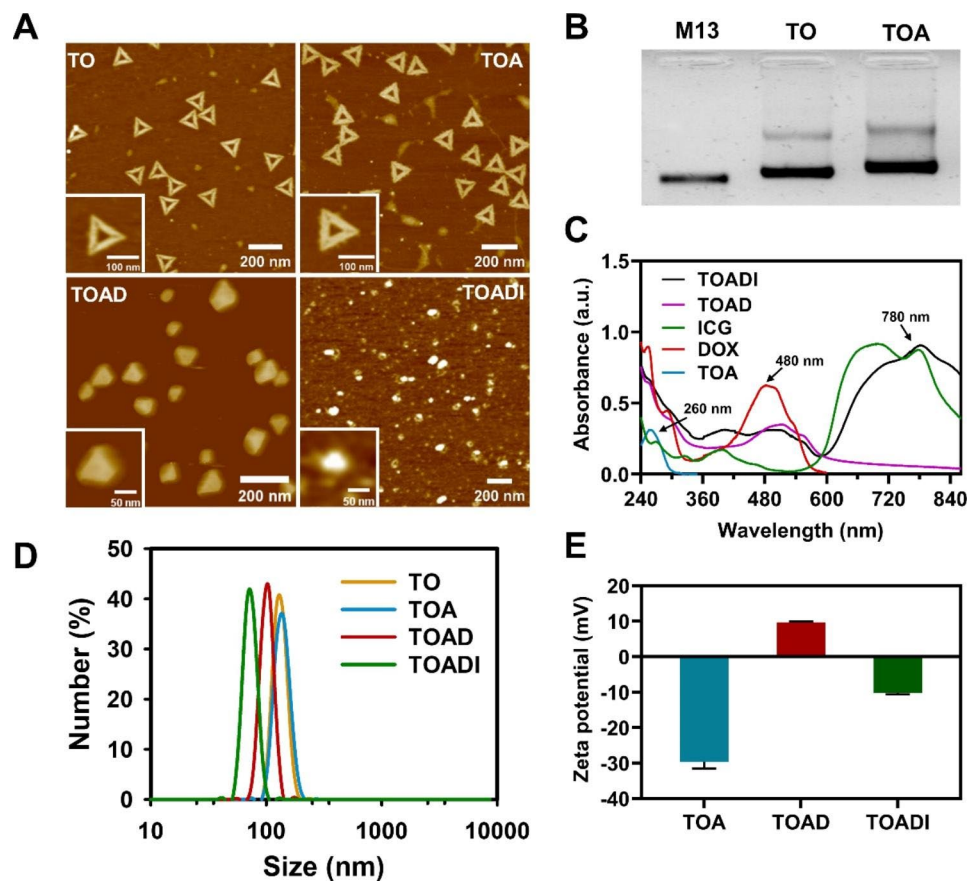 A
TO
100 nm
200 nm
TOA
100 nm
200 nm
TOAD
50 nm
200 nm
TOADI
50 nm
200 nm
B
M13 TO TOA
C
Absorbance (a.u.)
1.5
1.0
0.5
0.0
TOADI
TOAD
ICG
DOX
TOA
260 nm
480 nm
780 nm
240 360 480 600 720 840
Wavelength (nm)
D
Number (%)
50
40
30
20
10
0
TO
TOA
TOAD
TOADI
10 100 1000 10000
Size (nm)
E
Zeta potential (mV)
20
10
0
-10
-20
-30
-40
TOA TOAD TOADI